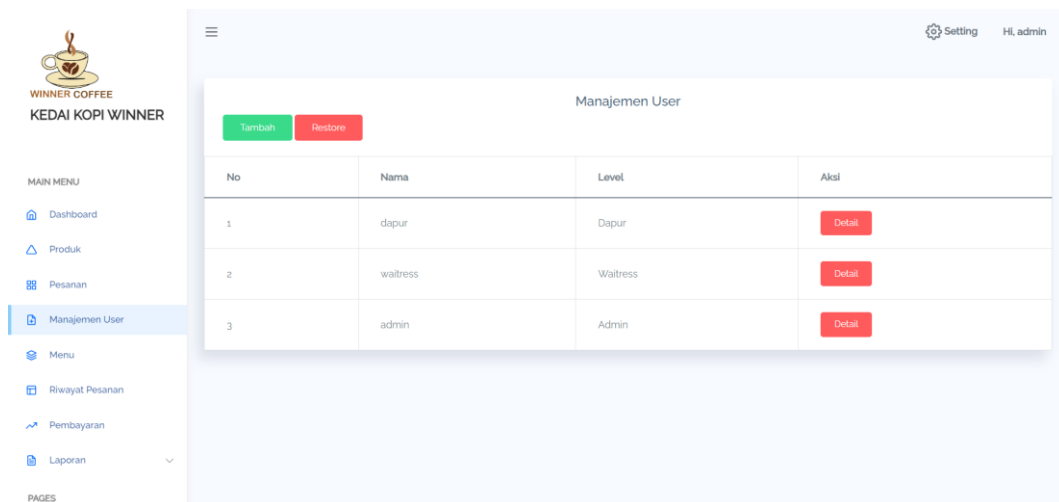 WINNER COFFEE
KEDAI KOPI WINNER
MAIN MENU
Dashboard
Produk
Pesanan
Manajemen User
Menu
Riwayat Pesanan
Pembayaran
Laporan
PAGES
Setting Hi, admin
Manajemen User
Tambah Restore
No Nama Level Aksi
1 dapur Dapur Detail
2 waitress Waitress Detail
3 admin Admin Detail